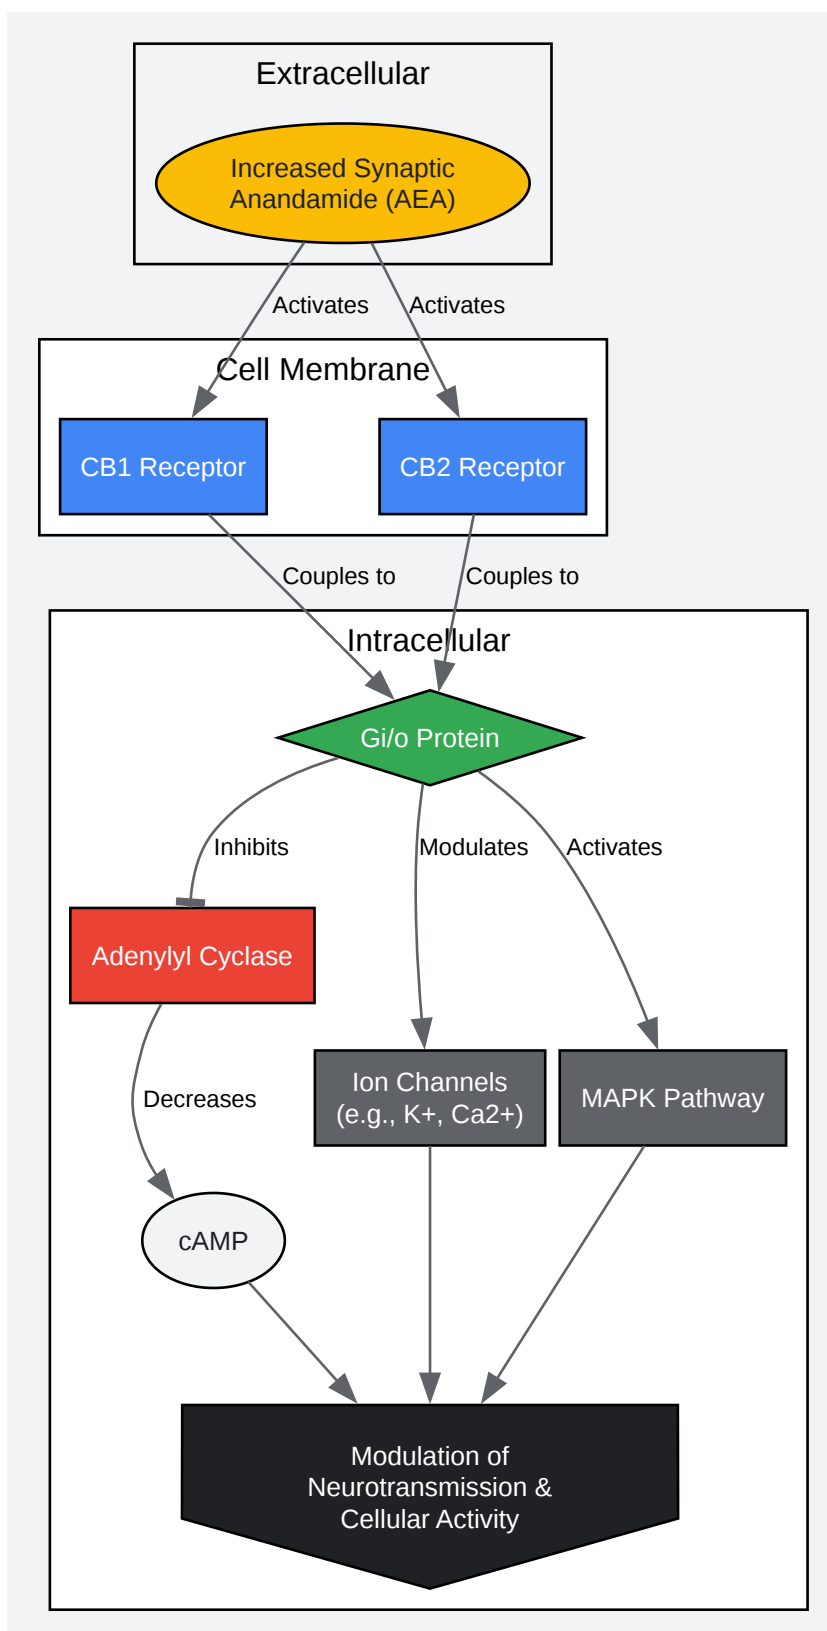 Extracellular
Increased Synaptic
Anandamide (AEA)
Activates
Activates
Cell Membrane
CB1 Receptor
CB2 Receptor
Couples to
Couples to
Intracellular
Gi/o Protein
Inhibits
Modulates
Activates
Adenylyl Cyclase
Ion Channels
(e.g., K+, Ca2+)
MAPK Pathway
Decreases
cAMP
Modulation of
Neurotransmission &
Cellular Activity